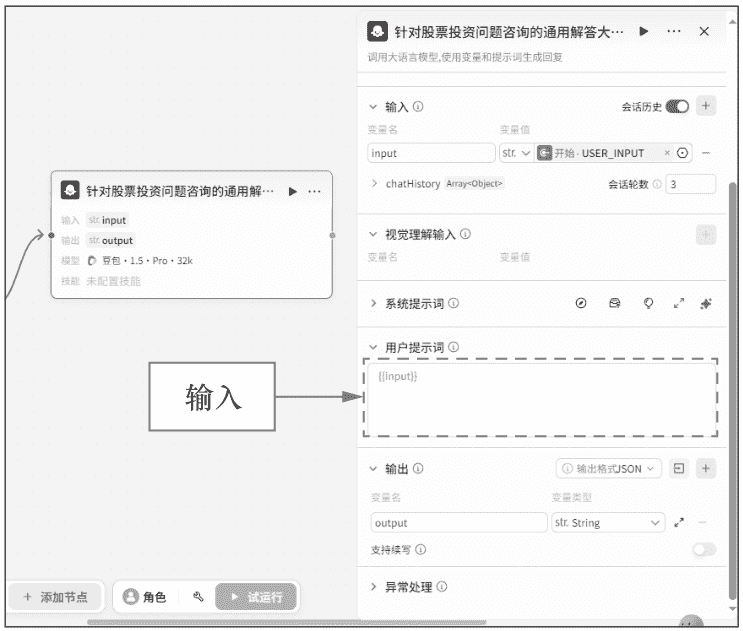 针对股票投资问题咨询的通用解答大…
调用大语言模型,使用变量和提示词生成回复
输入
会话历史
变量名 变量值
input str. 开始 · USER_INPUT
chatHistory Array<Object> 会话轮数 3
视觉理解输入
变量名 变量值
系统提示词
用户提示词
{{input}}
输出
输出格式JSON
变量名 变量类型
output str. String
支持续写
异常处理
针对股票投资问题咨询的通用解…
输入 str. input
输出 str. output
模型 豆包·1.5·Pro·32k
技能 未配置技能
输入
+ 添加节点
角色
试运行